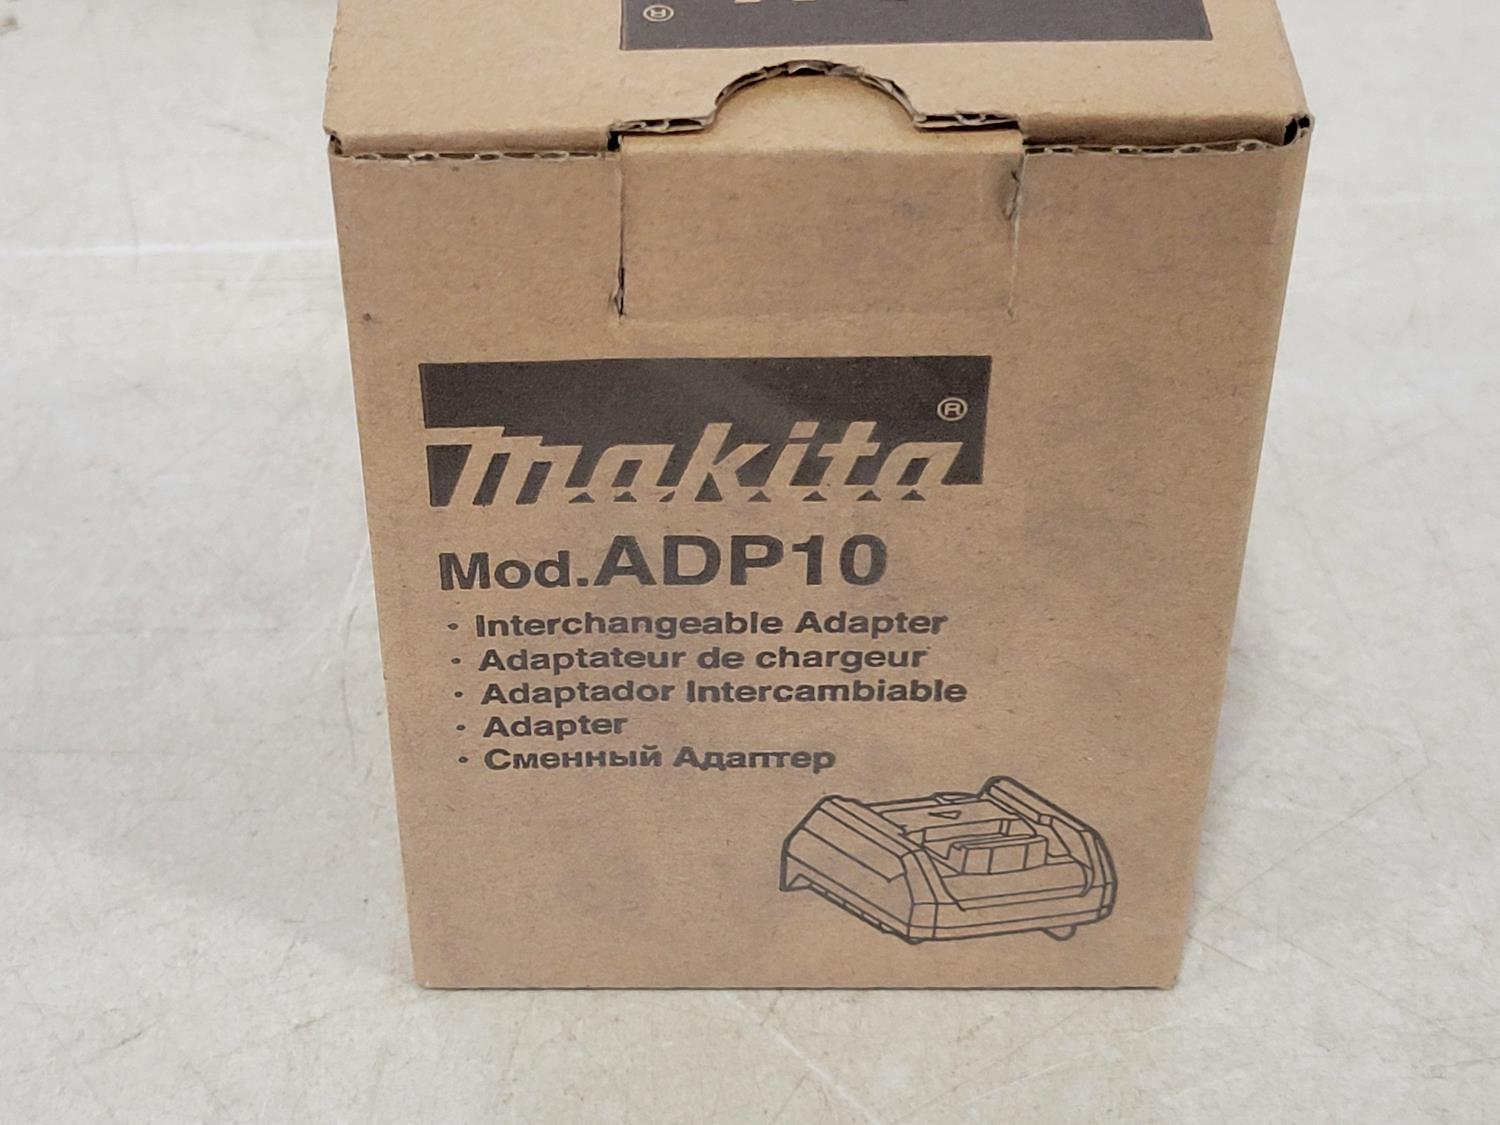 ®
makita®
Mod.ADP10
· Interchangeable Adapter
· Adaptateur de chargeur
· Adaptador Intercambiable
· Adapter
· Сменный Адаптер